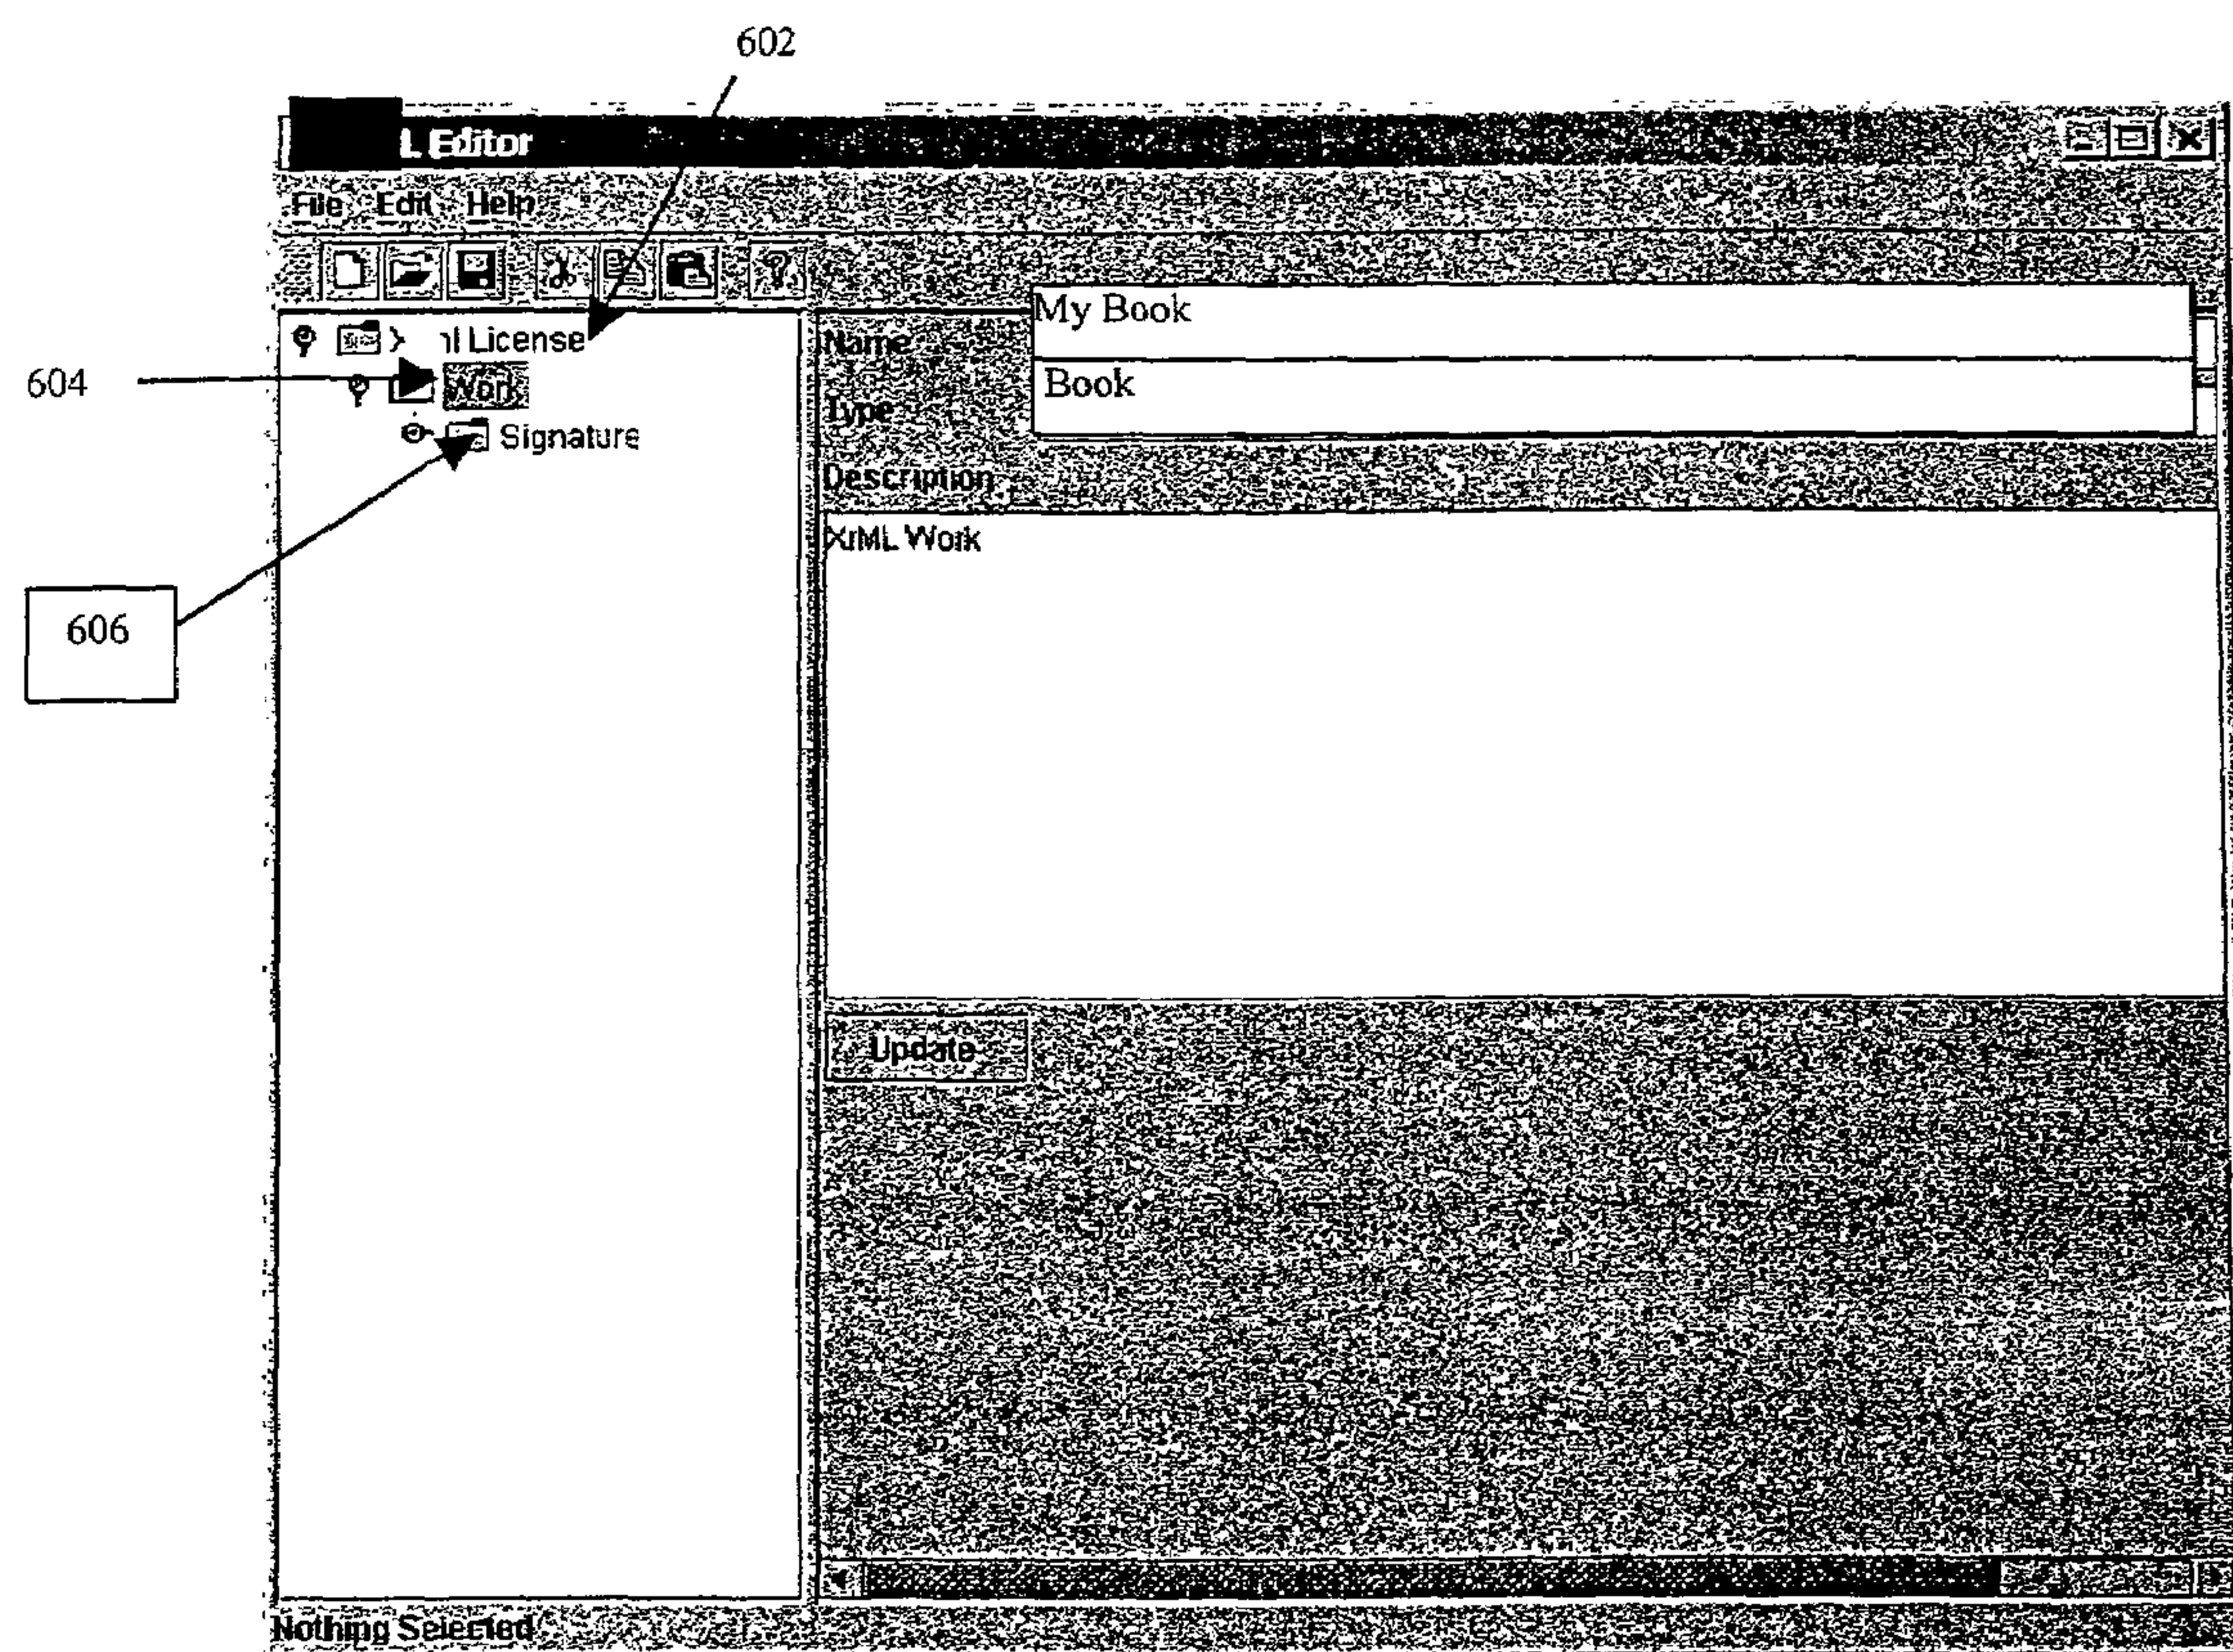 602
L Editor
File Edit Help
My Book
Name
License
604
Work
Book
Type
Signature
Description
XrML Work
606
Update
Nothing Selected